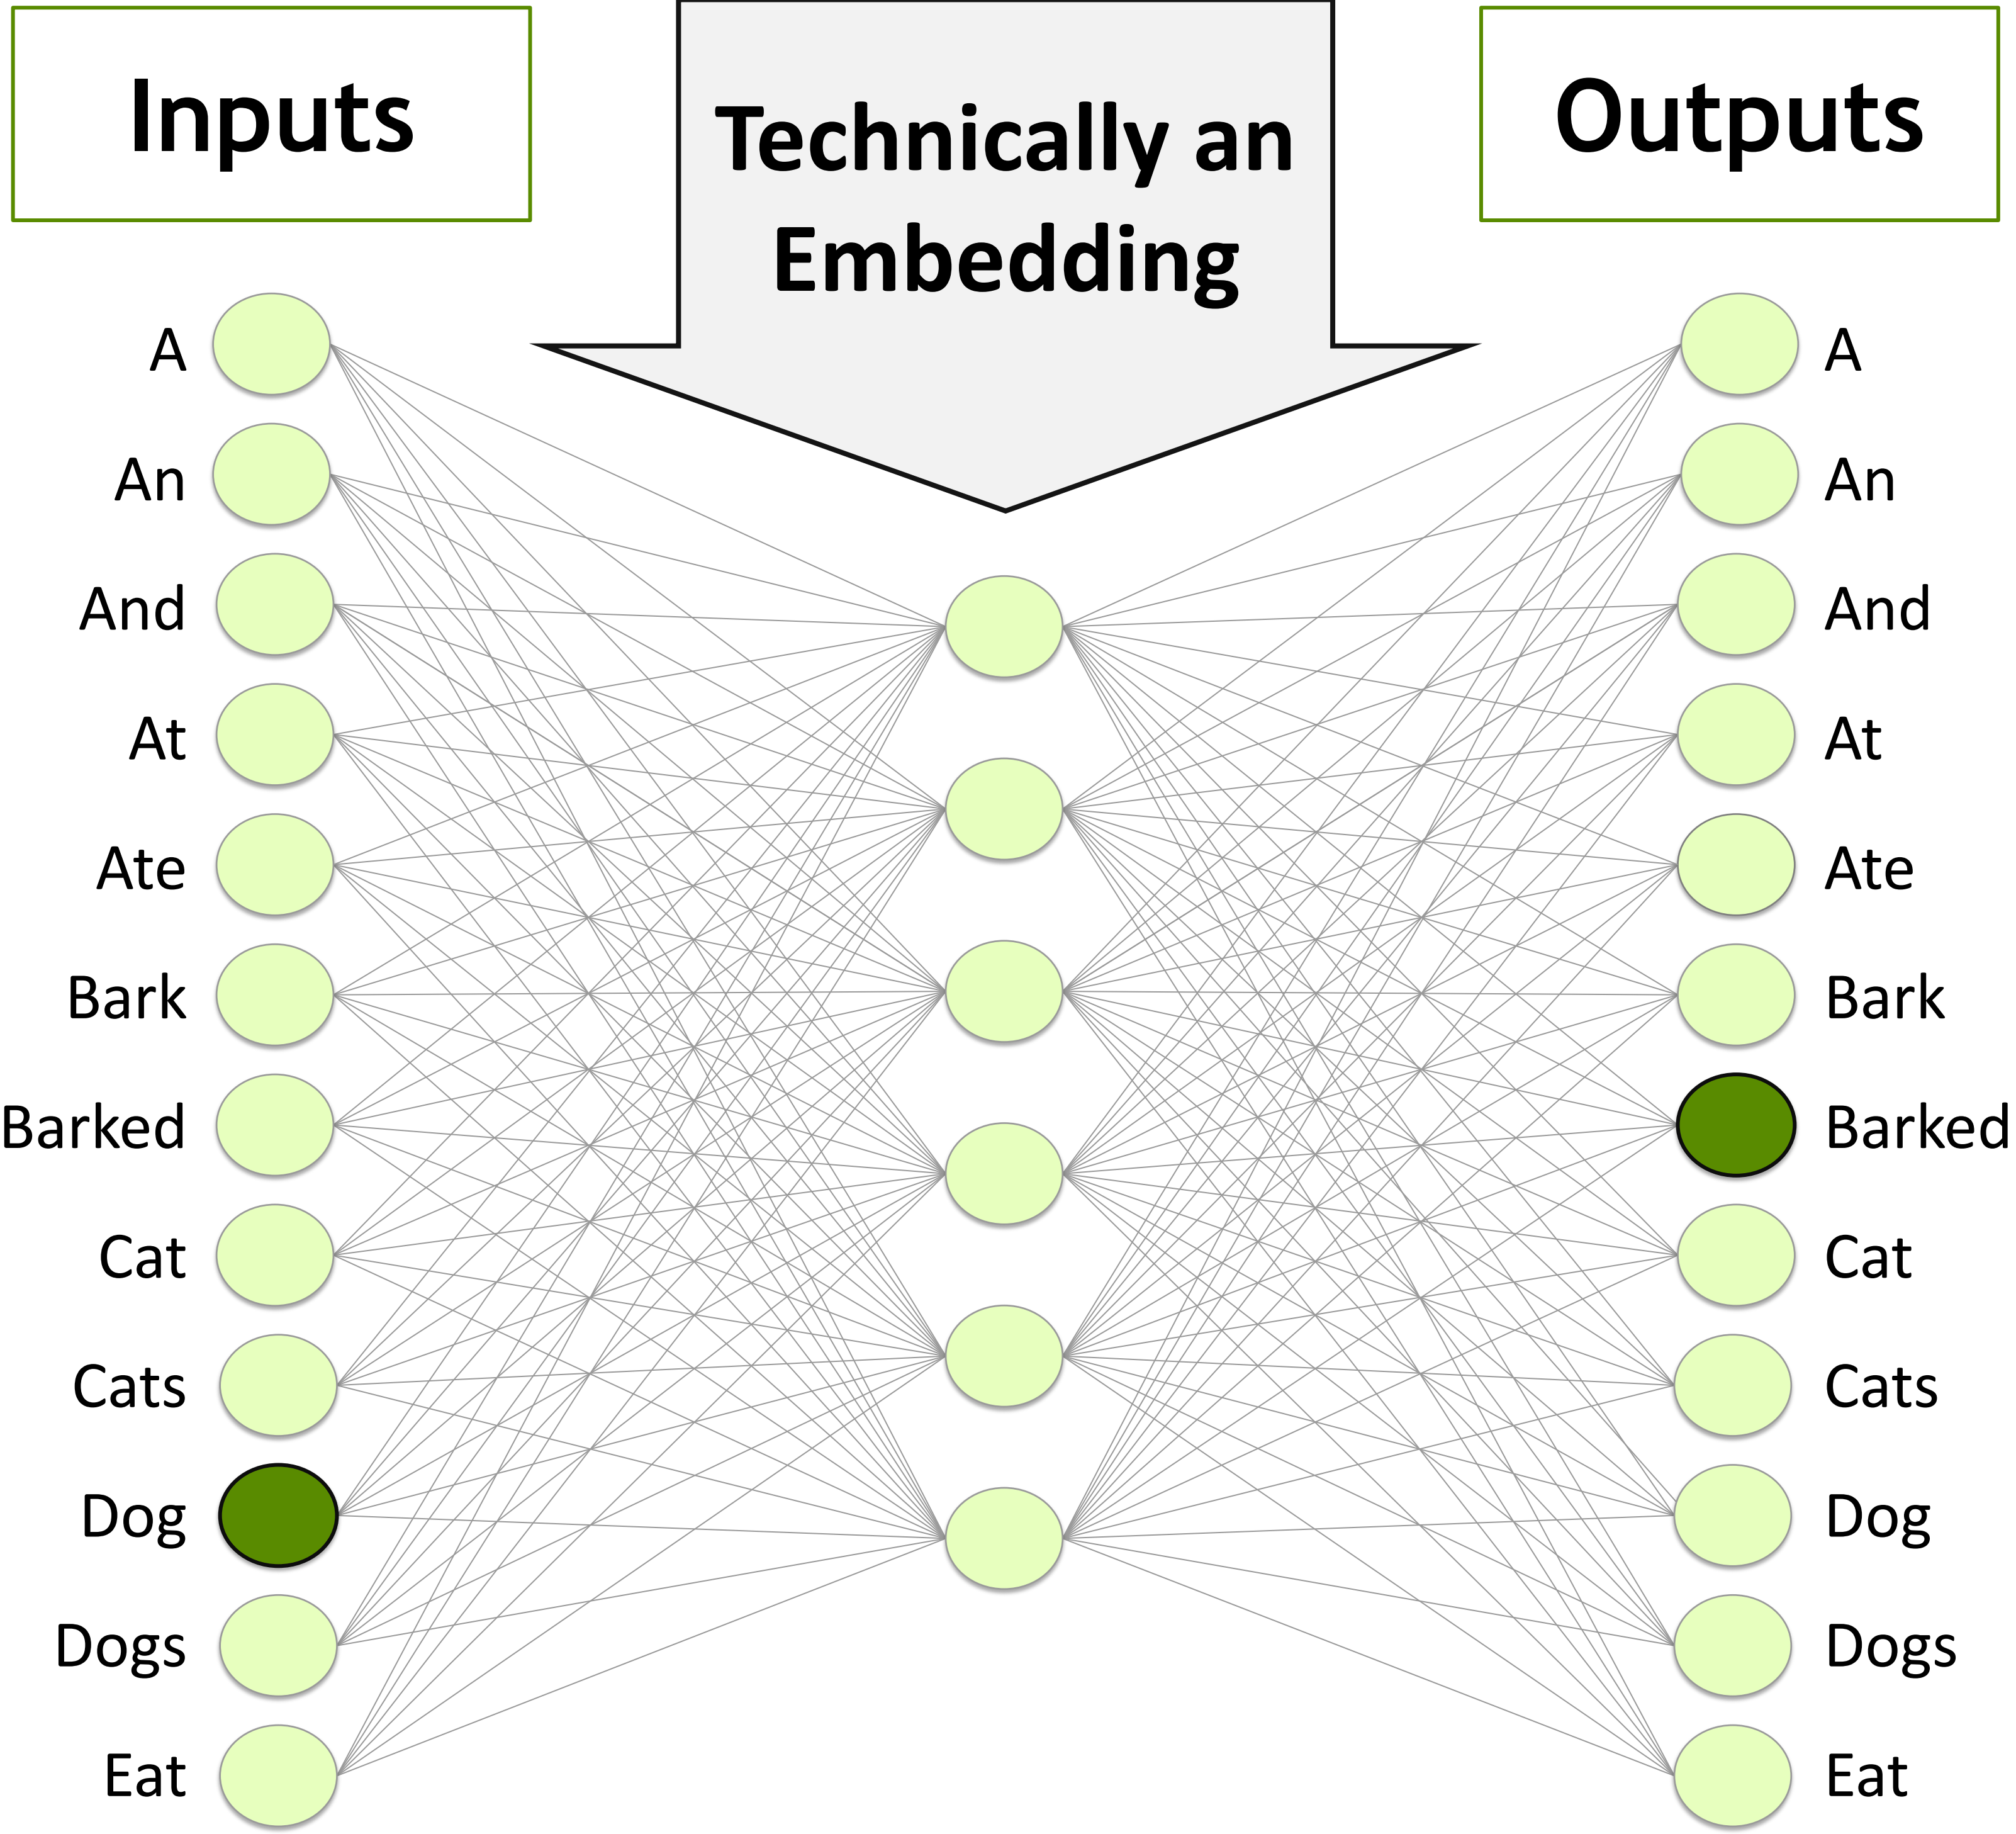 Inputs
Technically an
Embedding
Outputs
A
An
And
At
Ate
Bark
Barked
Cat
Cats
Dog
Dogs
Eat
A
An
And
At
Ate
Bark
Barked
Cat
Cats
Dog
Dogs
Eat